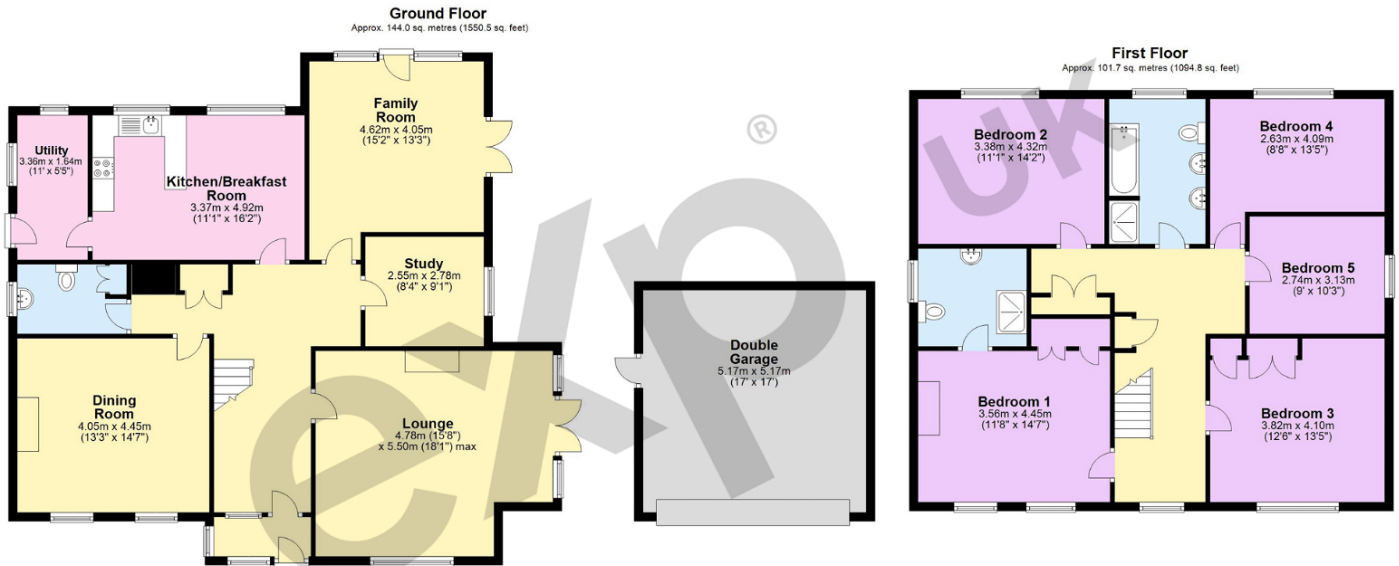 Ground Floor
Approx. 144.0 sq. metres (1550.5 sq. feet)
Family
Room
4.62m x 4.05m
(15'2" x 13'3")
Utility
3.36m x 1.64m
(11' x 5'5")
Kitchen/Breakfast
Room
3.37m x 4.92m
(11'1" x 16'2")
Study
2.55m x 2.78m
(8'4" x 9'1")
Dining
Room
4.05m x 4.45m
(13'3" x 14'7")
Lounge
4.78m (15'8")
x 5.50m (18'1") max
Double
Garage
5.17m x 5.17m
(17' x 17')
First Floor
Approx. 101.7 sq. metres (1094.8 sq. feet)
Bedroom 2
3.38m x 4.32m
(11'1" x 14'2")
Bedroom 4
2.63m x 4.09m
(8'8" x 13'5")
Bedroom 5
2.74m x 3.13m
(9' x 10'3")
Bedroom 1
3.56m x 4.45m
(11'8" x 14'7")
Bedroom 3
3.82m x 4.10m
(12'6" x 13'5")
exp
UK
®